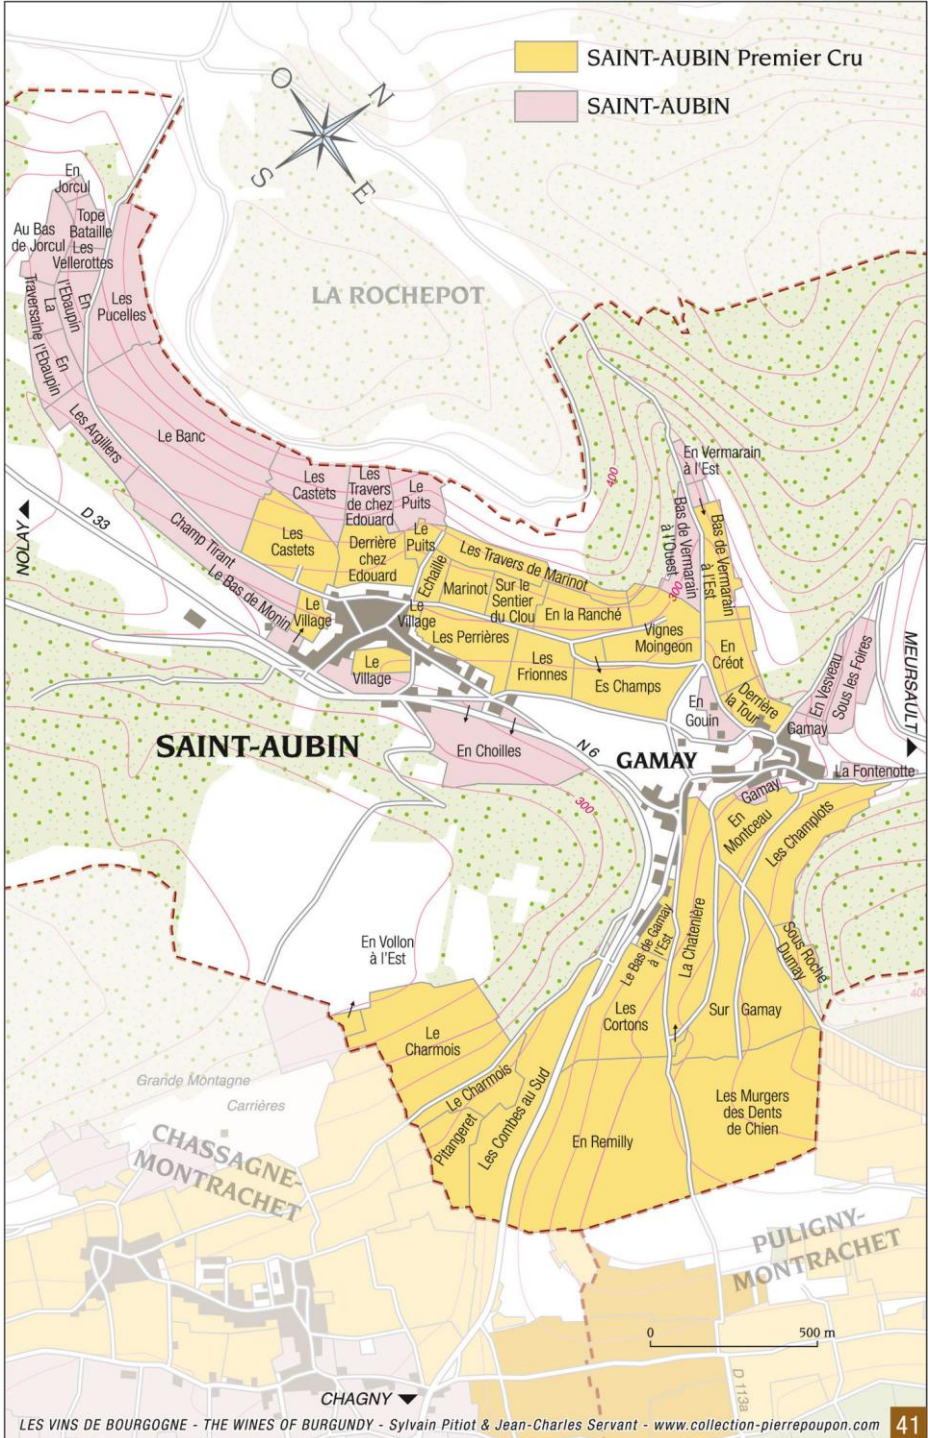 SAINT-AUBIN Premier Cru
SAINT-AUBIN
O
N
S
E
LA ROCHEPOT
En
Jorcul
Tope
Bataille
Au Bas
de Jorcul
Les
Vellerottes
En
l'Ebaupin
La
Traversaine
En
l'Ebaupin
Les
Pucelles
Les Argillers
Le Banc
Les
Castets
Les
Travers
de chez
Edouard
Le
Puits
Champ Tirant
Le Bas de Monin
Les
Castets
Derrière
chez
Edouard
Le
Puits
Echaille
Les Travers de Marinot
Marinot
Sur le
Sentier
du Clou
En la Ranché
Vignes
Moingeon
Le
Village
Le
Village
Les Perrières
Les
Frionnes
Es Champs
Le
Village
En Vermarain
à l'Est
Bas de Vermarain
à l'Ouest
Bas de Vermarain
à l'Est
400
300
En
Créot
Derrière
la Tour
En
Gouin
Gamay
En Vesveau
Sous les Foires
MEURSAULT
NOLAY
D 33
SAINT-AUBIN
En Choilles
N 6
GAMAY
La Fontenotte
Gamay
En
Montceau
Les Champlots
300
Le Bas de Gamay
à l'Est
La Chatenière
Sous Roche
Dumay
400
En Vollon
à l'Est
Les
Cortons
Sur Gamay
Le
Charmois
Le Charmois
Pitangeret
Les Combes au Sud
En Remilly
Les Murgers
des Dents
de Chien
Grande Montagne
Carrières
CHASSAGNE-
MONTRACHET
PULIGNY-
MONTRACHET
0 500 m
D 113a
CHAGNY
LES VINS DE BOURGOGNE - THE WINES OF BURGUNDY - Sylvain Pitiot & Jean-Charles Servant - www.collection-pierrepoupon.com 41